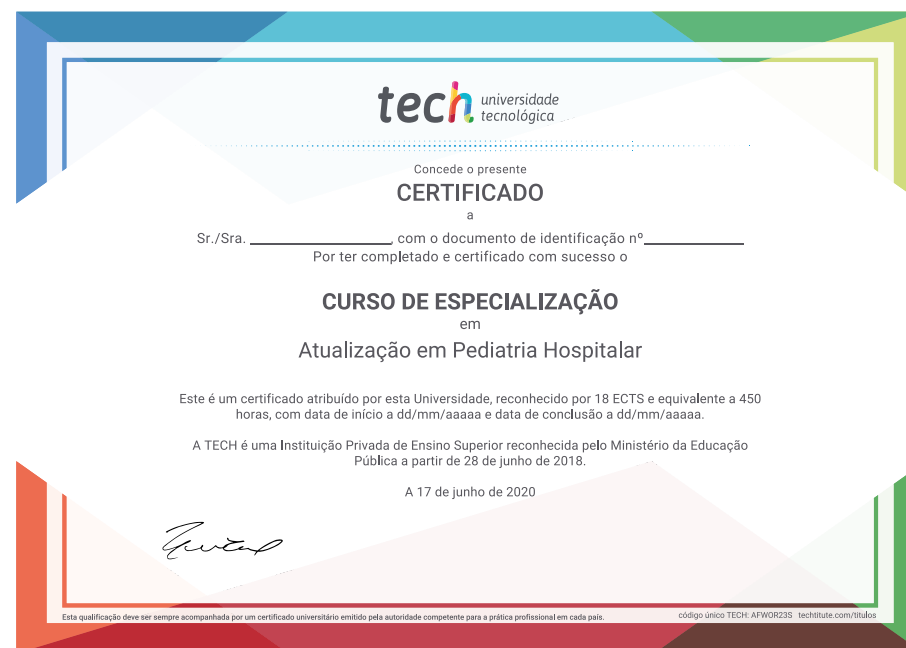 tech universidade
tecnológica
Concede o presente
CERTIFICADO
a
Sr./Sra. ____________________, com o documento de identificação nº______________
Por ter completado e certificado com sucesso o
CURSO DE ESPECIALIZAÇÃO
em
Atualização em Pediatria Hospitalar
Este é um certificado atribuído por esta Universidade, reconhecido por 18 ECTS e equivalente a 450
horas, com data de início a dd/mm/aaaaa e data de conclusão a dd/mm/aaaaa.
A TECH é uma Instituição Privada de Ensino Superior reconhecida pelo Ministério da Educação
Pública a partir de 28 de junho de 2018.
A 17 de junho de 2020
Esta qualificação deve ser sempre acompanhada por um certificado universitário emitido pela autoridade competente para a prática profissional em cada país.
código único TECH: AFWOR23S techtitute.com/titulos